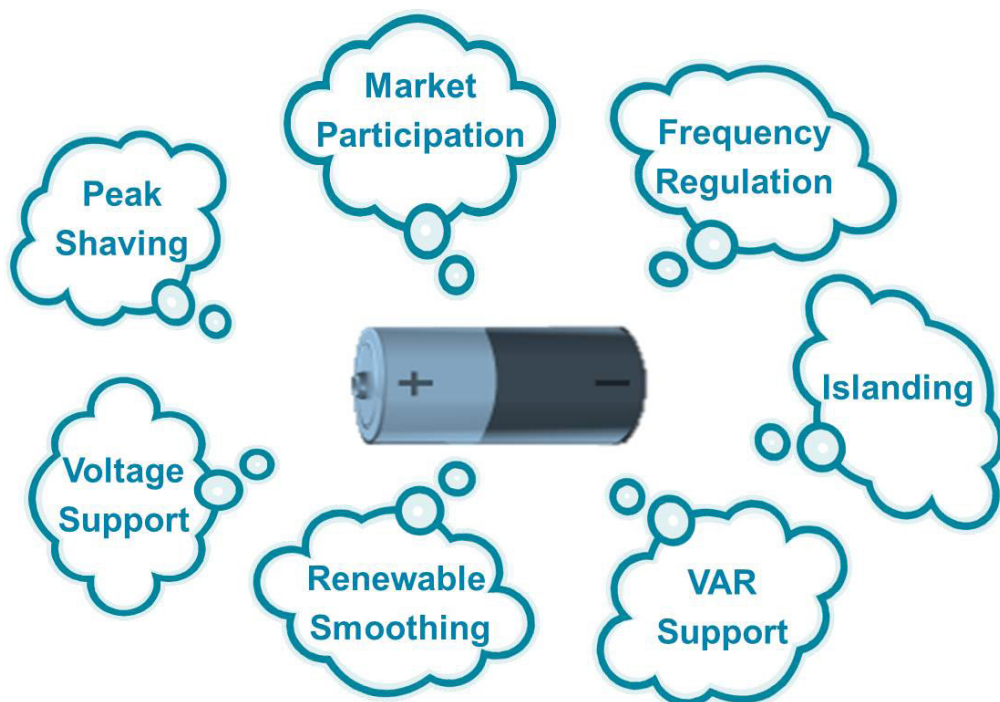 Market
Participation
Frequency
Regulation
Peak
Shaving
Islanding
Voltage
Support
Renewable
Smoothing
VAR
Support
+
−